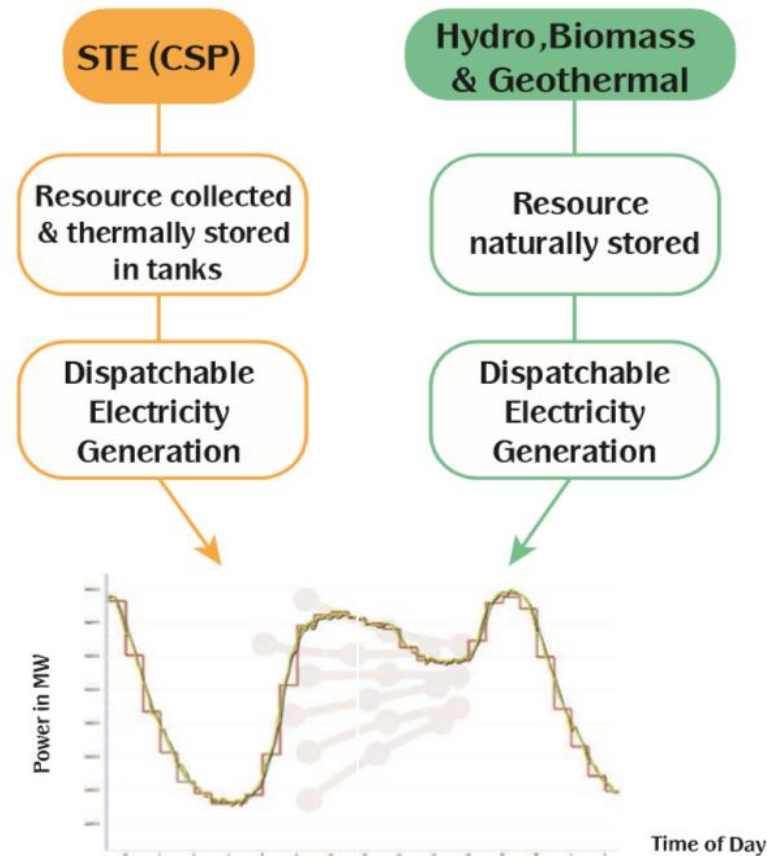 STE (CSP)
Hydro ,Biomass
& Geothermal
Resource collected
& thermally stored
in tanks
Resource
naturally stored
Dispatchable
Electricity
Generation
Dispatchable
Electricity
Generation
Power in MW
Time of Day